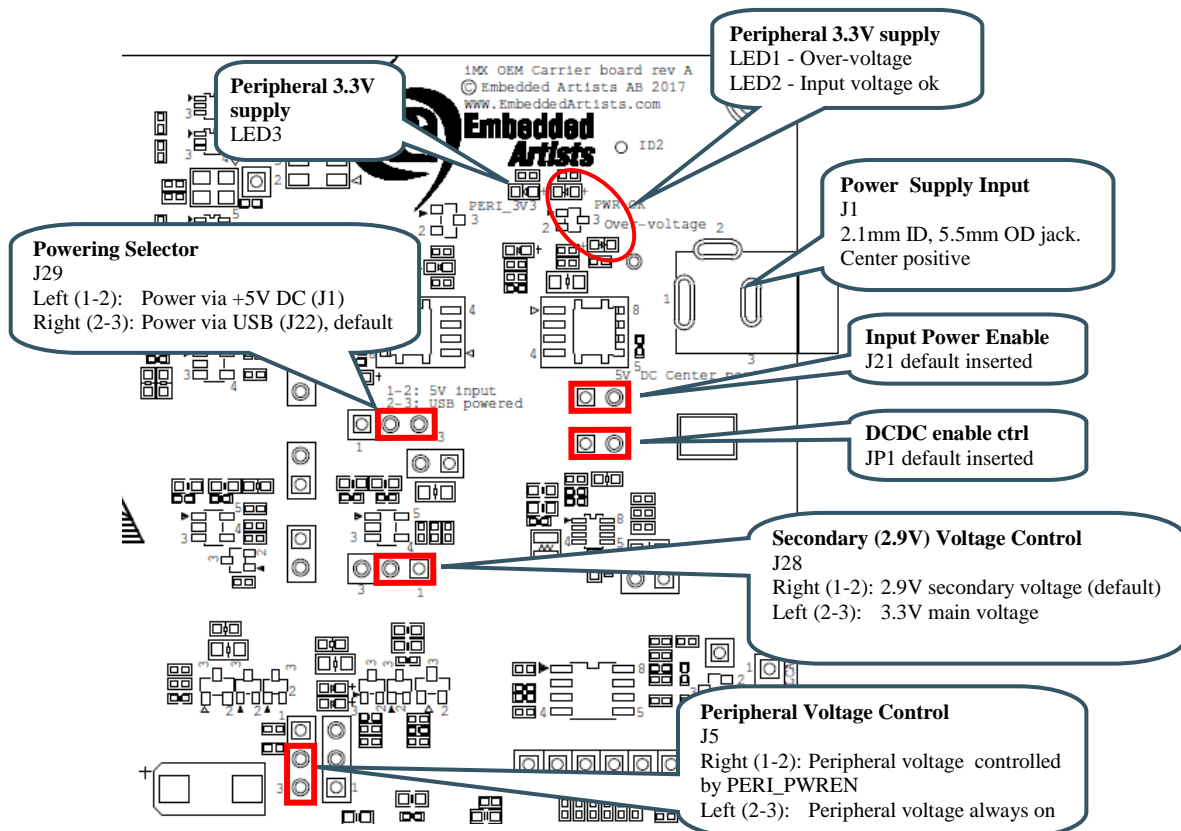 Peripheral 3.3V supply
LED1 - Over-voltage
LED2 - Input voltage ok
Peripheral 3.3V
supply
LED3
iMX OEM Carrier board rev A
© Embedded Artists AB 2017
WWW.EmbeddedArtists.com
Embedded
Artists
ID2
PERI_3V3
PWR_OK
Over-voltage
Power Supply Input
J1
2.1mm ID, 5.5mm OD jack.
Center positive
Powering Selector
J29
Left (1-2): Power via +5V DC (J1)
Right (2-3): Power via USB (J22), default
Input Power Enable
J21 default inserted
5V DC Center po
1-2: 5V input
2-3: USB powered
DCDC enable ctrl
JP1 default inserted
Secondary (2.9V) Voltage Control
J28
Right (1-2): 2.9V secondary voltage (default)
Left (2-3): 3.3V main voltage
Peripheral Voltage Control
J5
Right (1-2): Peripheral voltage controlled
by PERI_PWREN
Left (2-3): Peripheral voltage always on